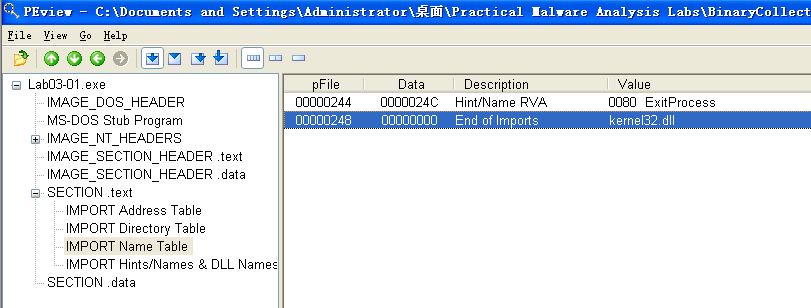 PEview - C:\Documents and Settings\Administrator\桌面\Practical Malware Analysis Labs\BinaryCollect
File View Go Help
pFile Data Description Value
Lab03-01.exe
00000244 0000024C Hint/Name RVA 0080 ExitProcess
IMAGE_DOS_HEADER
00000248 00000000 End of Imports kernel32.dll
MS-DOS Stub Program
IMAGE_NT_HEADERS
IMAGE_SECTION_HEADER .text
IMAGE_SECTION_HEADER .data
SECTION .text
IMPORT Address Table
IMPORT Directory Table
IMPORT Name Table
IMPORT Hints/Names & DLL Names
SECTION .data